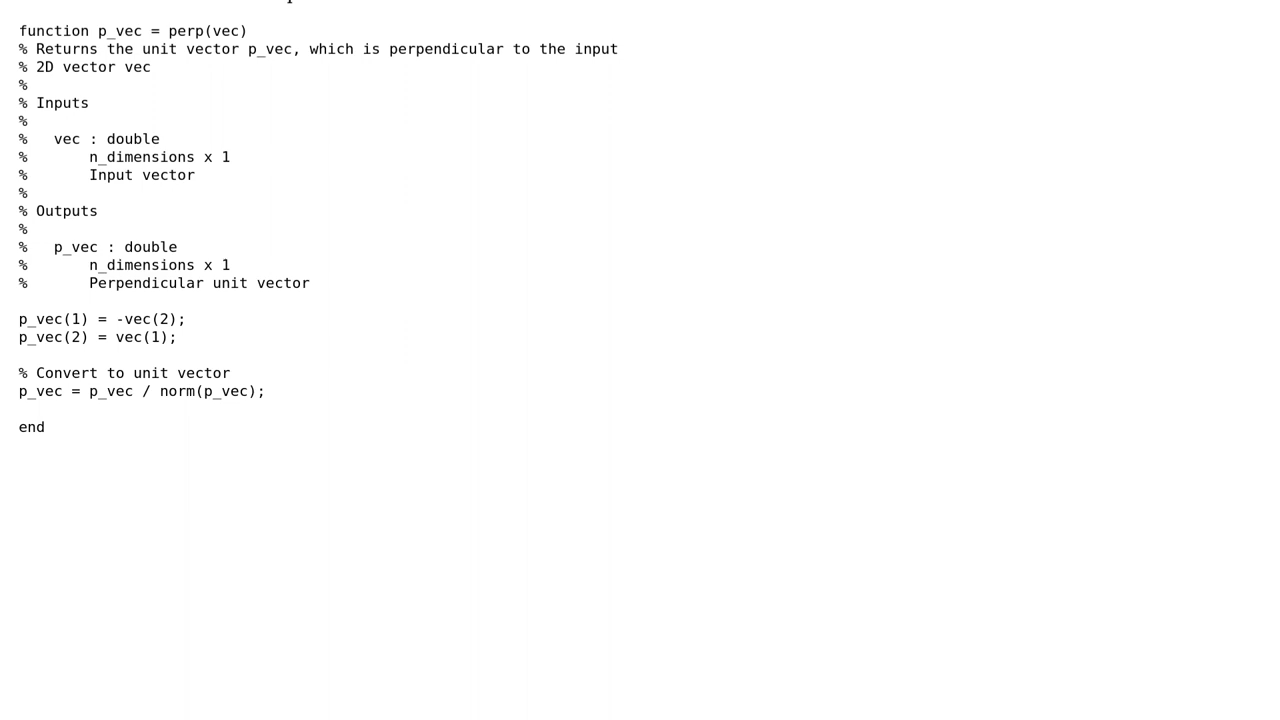 function p_vec = perp(vec)
% Returns the unit vector p_vec, which is perpendicular to the input
% 2D vector vec
%
% Inputs
%
%   vec : double
%       n_dimensions x 1
%       Input vector
%
% Outputs
%
%   p_vec : double
%       n_dimensions x 1
%       Perpendicular unit vector

p_vec(1) = -vec(2);
p_vec(2) = vec(1);

% Convert to unit vector
p_vec = p_vec / norm(p_vec);

end